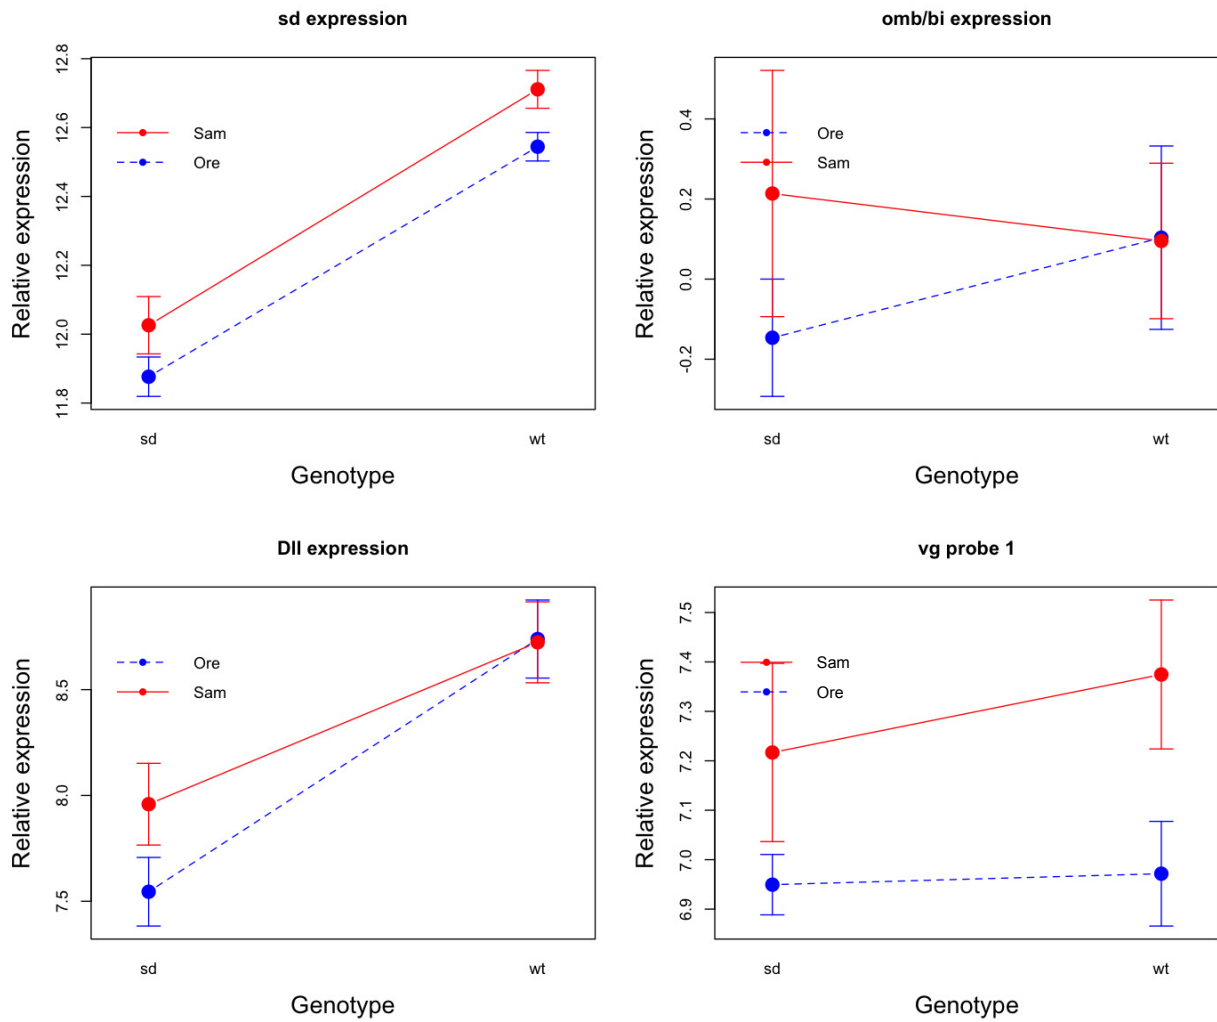 sd expression
Relative expression
12.8
12.6
12.4
12.2
12.0
11.8
Sam
Ore
sd
wt
Genotype
omb/bi expression
Relative expression
0.4
0.2
0.0
-0.2
Ore
Sam
sd
wt
Genotype
Dll expression
Relative expression
8.5
8.0
7.5
Ore
Sam
sd
wt
Genotype
vg probe 1
Relative expression
7.5
7.4
7.3
7.2
7.1
7.0
6.9
Sam
Ore
sd
wt
Genotype